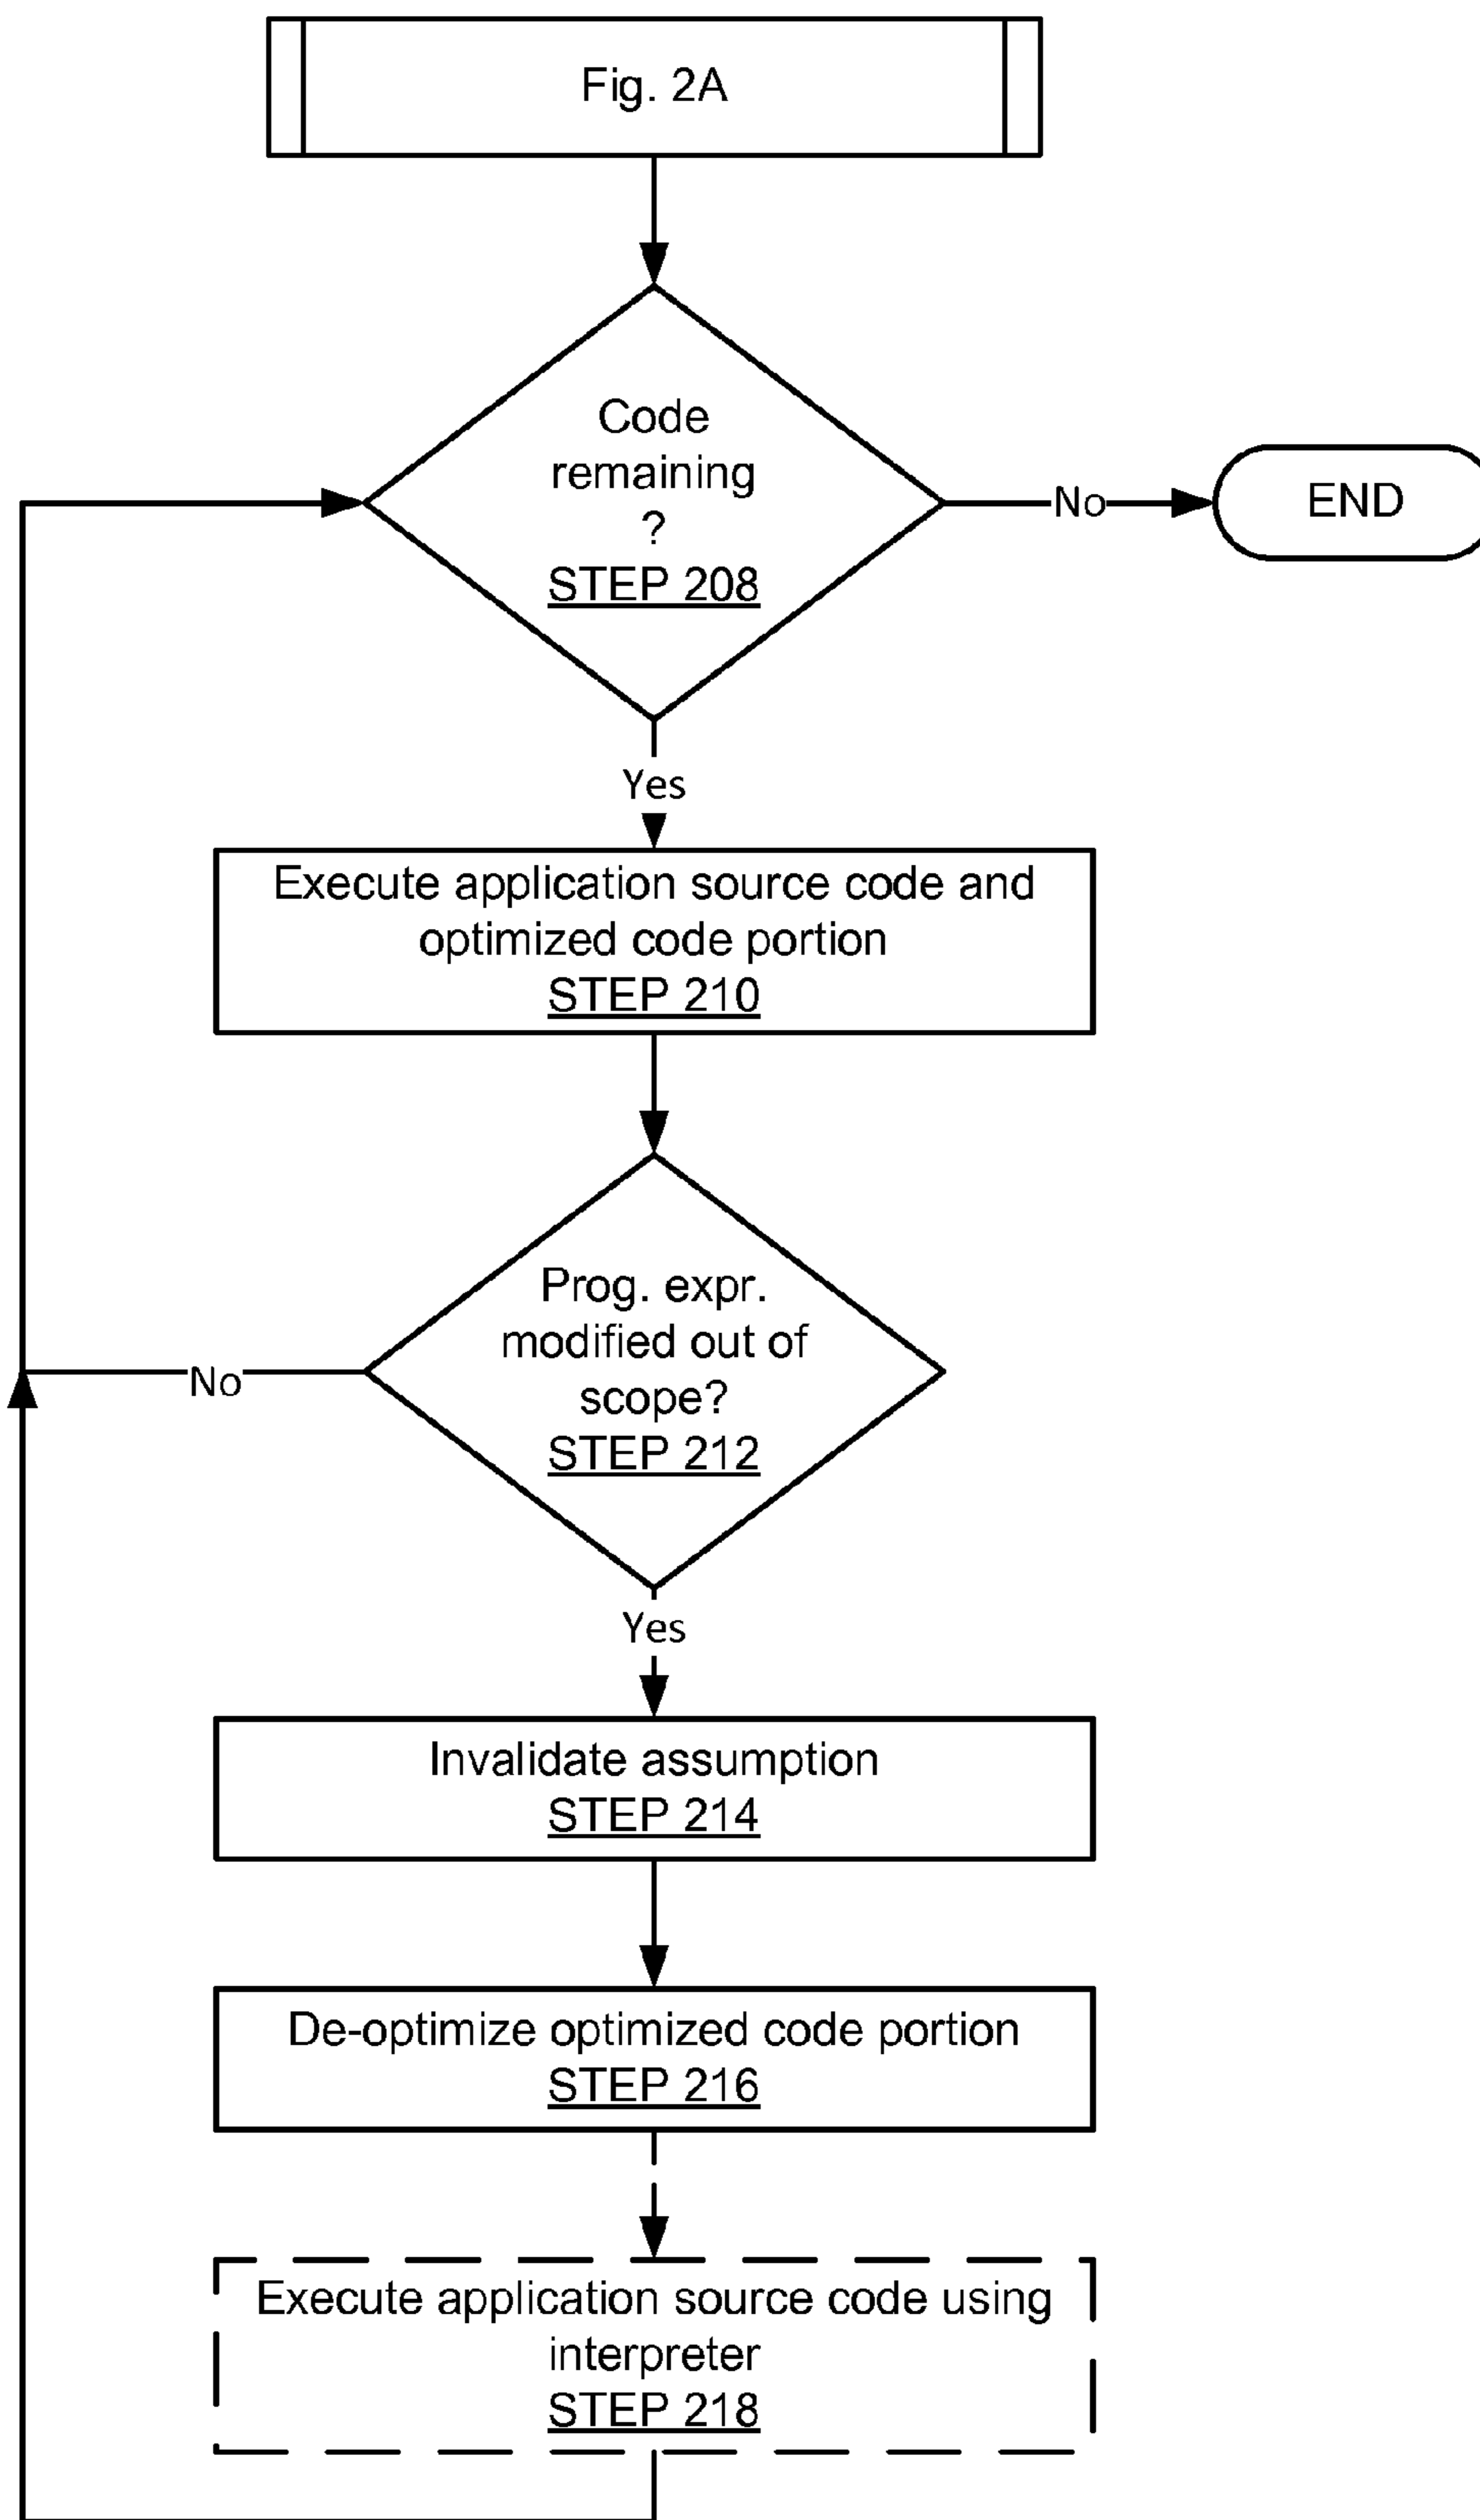 Fig. 2A
Code
remaining
?
STEP 208
No
END
Yes
Execute application source code and
optimized code portion
STEP 210
Prog. expr.
modified out of
scope?
STEP 212
No
Yes
Invalidate assumption
STEP 214
De-optimize optimized code portion
STEP 216
Execute application source code using
interpreter
STEP 218